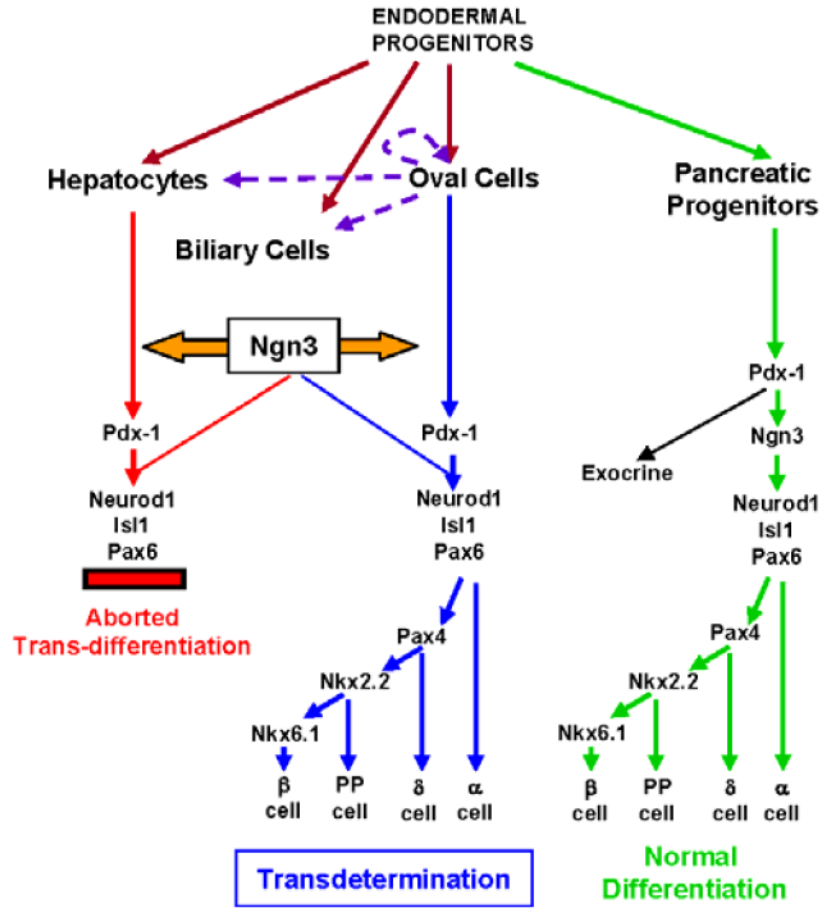 ENDODERMAL
PROGENITORS
Hepatocytes
Oval Cells
Pancreatic
Progenitors
Biliary Cells
Ngn3
Pdx-1
Neurod1
Isl1
Pax6
Aborted
Trans-differentiation
Pdx-1
Neurod1
Isl1
Pax6
Pax4
Nkx2.2
Nkx6.1
β
cell
PP
cell
δ
cell
α
cell
Transdetermination
Pdx-1
Ngn3
Exocrine
Neurod1
Isl1
Pax6
Pax4
Nkx2.2
Nkx6.1
β
cell
PP
cell
δ
cell
α
cell
Normal
Differentiation